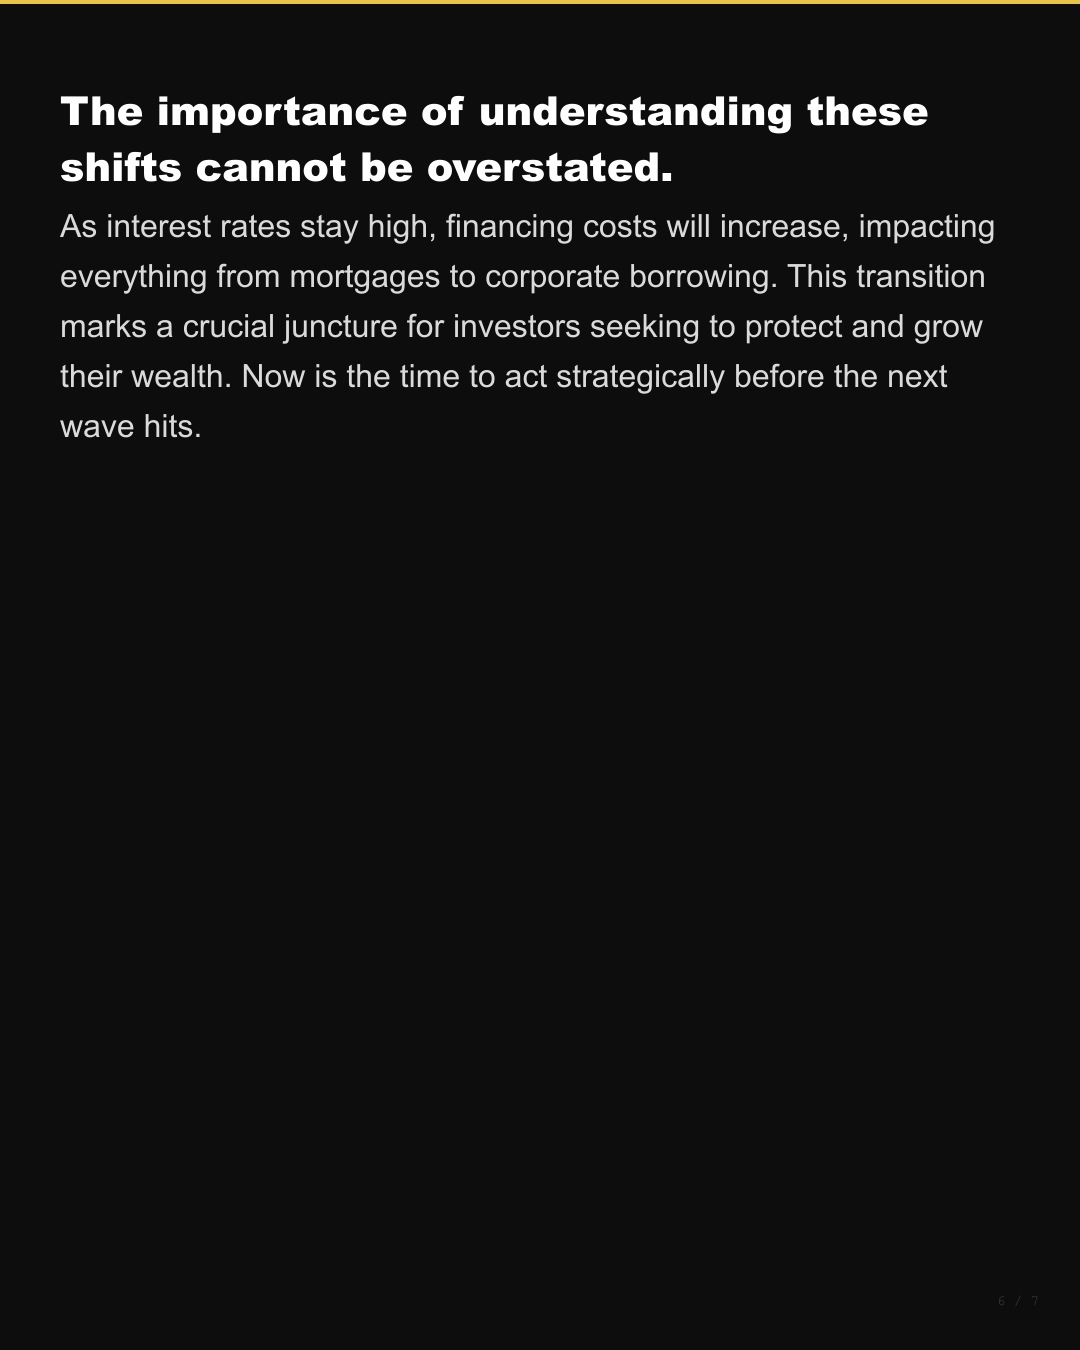 The importance of understanding these
shifts cannot be overstated.
As interest rates stay high, financing costs will increase, impacting
everything from mortgages to corporate borrowing. This transition
marks a crucial juncture for investors seeking to protect and grow
their wealth. Now is the time to act strategically before the next
wave hits.
6 / 7